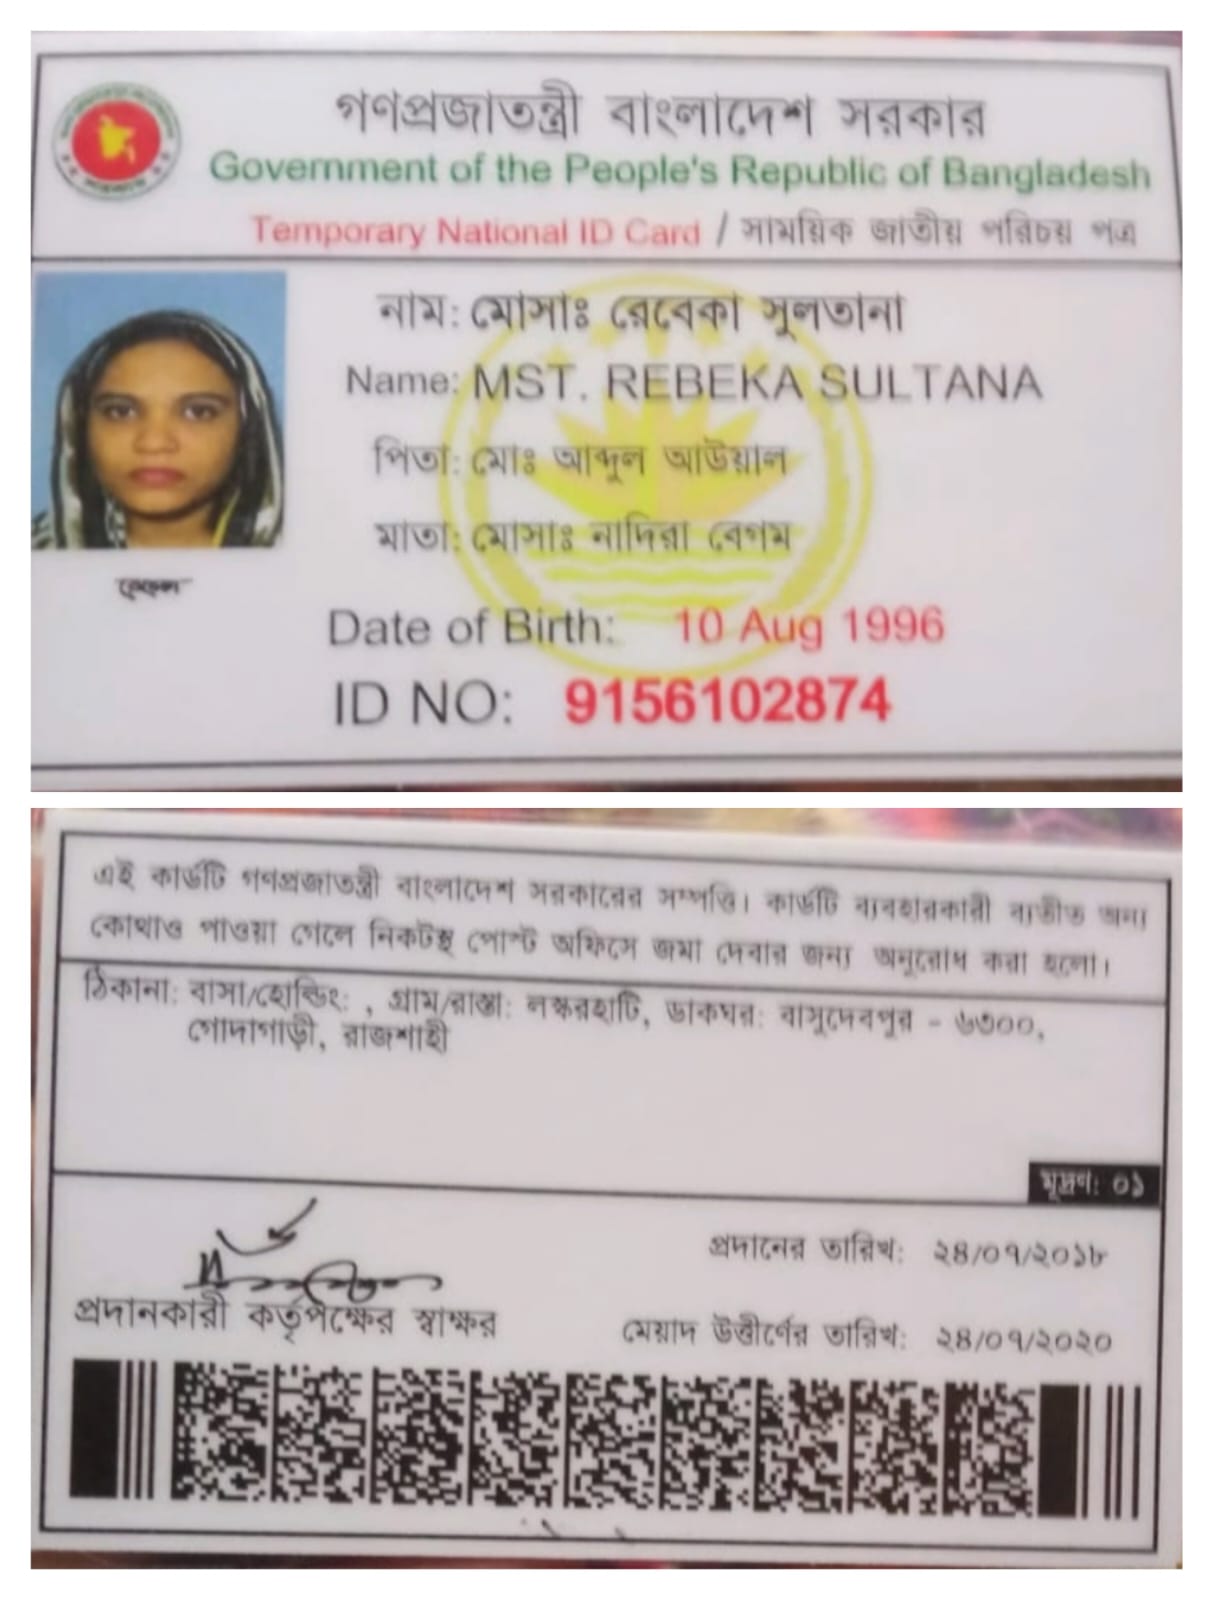 গণপ্রজাতন্ত্রী বাংলাদেশ সরকার
Government of the People's Republic of Bangladesh
Temporary National ID Card / সাময়িক জাতীয় পরিচয় পত্র
নাম: মোসাঃ রেবেকা সুলতানা
Name: MST. REBEKA SULTANA
পিতা: মোঃ আব্দুল আউয়াল
মাতা: মোসাঃ নাদিরা বেগম
Date of Birth: 10 Aug 1996
ID NO: 9156102874
এই কার্ডটি গণপ্রজাতন্ত্রী বাংলাদেশ সরকারের সম্পত্তি। কার্ডটি ব্যবহারকারী ব্যতীত অন্য
কোথাও পাওয়া গেলে নিকটস্থ পোস্ট অফিসে জমা দেবার জন্য অনুরোধ করা হলো।
ঠিকানা: বাসা/হোল্ডিং: , গ্রাম/রাস্তা: লস্করহাটি, ডাকঘর: বাসুদেবপুর - ৬৩০০,
গোদাগাড়ী, রাজশাহী
মূদ্রণ: ০১
প্রদানের তারিখ: ২৪/০৭/২০১৮
প্রদানকারী কর্তৃপক্ষের স্বাক্ষর
মেয়াদ উত্তীর্ণের তারিখ: ২৪/০৭/২০২০